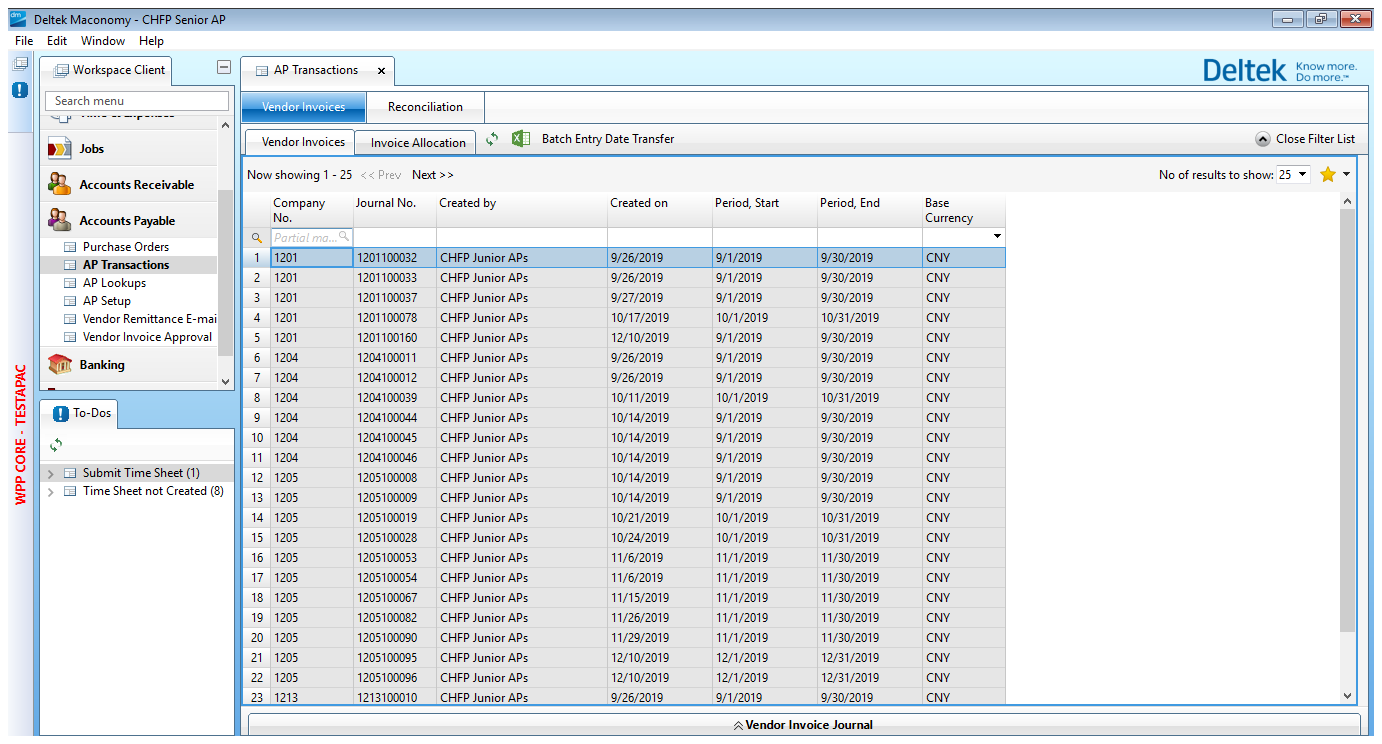 Deltek Maconomy - CHFP Senior AP
File Edit Window Help
Workspace Client
AP Transactions
Deltek Know more. Do more.™
Search menu
Vendor Invoices Reconciliation
Jobs
Accounts Receivable
Accounts Payable
Purchase Orders
AP Transactions
AP Lookups
AP Setup
Vendor Remittance E-mai
Vendor Invoice Approval
Banking
WPP CORE - TESTAPAC
To-Dos
Submit Time Sheet (1)
Time Sheet not Created (8)
Vendor Invoices Invoice Allocation Batch Entry Date Transfer Close Filter List
Now showing 1 - 25 << Prev Next >> No of results to show: 25
Company No. Journal No. Created by Created on Period, Start Period, End Base Currency
Partial ma...
1 1201 1201100032 CHFP Junior APs 9/26/2019 9/1/2019 9/30/2019 CNY
2 1201 1201100033 CHFP Junior APs 9/26/2019 9/1/2019 9/30/2019 CNY
3 1201 1201100037 CHFP Junior APs 9/27/2019 9/1/2019 9/30/2019 CNY
4 1201 1201100078 CHFP Junior APs 10/17/2019 10/1/2019 10/31/2019 CNY
5 1201 1201100160 CHFP Junior APs 12/10/2019 9/1/2019 9/30/2019 CNY
6 1204 1204100011 CHFP Junior APs 9/26/2019 9/1/2019 9/30/2019 CNY
7 1204 1204100012 CHFP Junior APs 9/26/2019 9/1/2019 9/30/2019 CNY
8 1204 1204100039 CHFP Junior APs 10/11/2019 10/1/2019 10/31/2019 CNY
9 1204 1204100044 CHFP Junior APs 10/14/2019 9/1/2019 9/30/2019 CNY
10 1204 1204100045 CHFP Junior APs 10/14/2019 9/1/2019 9/30/2019 CNY
11 1204 1204100046 CHFP Junior APs 10/14/2019 9/1/2019 9/30/2019 CNY
12 1205 1205100008 CHFP Junior APs 10/14/2019 9/1/2019 9/30/2019 CNY
13 1205 1205100009 CHFP Junior APs 10/14/2019 9/1/2019 9/30/2019 CNY
14 1205 1205100019 CHFP Junior APs 10/21/2019 10/1/2019 10/31/2019 CNY
15 1205 1205100028 CHFP Junior APs 10/24/2019 10/1/2019 10/31/2019 CNY
16 1205 1205100053 CHFP Junior APs 11/6/2019 11/1/2019 11/30/2019 CNY
17 1205 1205100054 CHFP Junior APs 11/6/2019 11/1/2019 11/30/2019 CNY
18 1205 1205100067 CHFP Junior APs 11/15/2019 11/1/2019 11/30/2019 CNY
19 1205 1205100082 CHFP Junior APs 11/26/2019 11/1/2019 11/30/2019 CNY
20 1205 1205100090 CHFP Junior APs 11/29/2019 11/1/2019 11/30/2019 CNY
21 1205 1205100095 CHFP Junior APs 12/10/2019 12/1/2019 12/31/2019 CNY
22 1205 1205100096 CHFP Junior APs 12/10/2019 12/1/2019 12/31/2019 CNY
23 1213 1213100010 CHFP Junior APs 9/26/2019 9/1/2019 9/30/2019 CNY
Vendor Invoice Journal